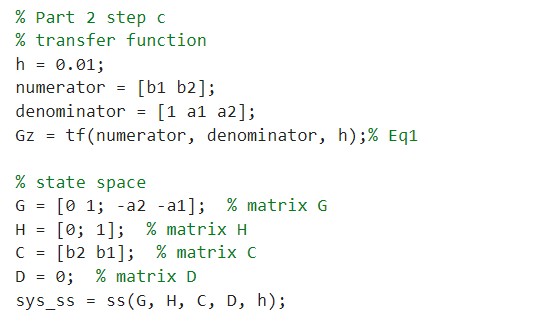 % Part 2 step c
% transfer function
h = 0.01;
numerator = [b1 b2];
denominator = [1 a1 a2];
Gz = tf(numerator, denominator, h);% Eq1
% state space
G = [0 1; -a2 -a1];  % matrix G
H = [0; 1];  % matrix H
C = [b2 b1];  % matrix C
D = 0;  % matrix D
sys_ss = ss(G, H, C, D, h);